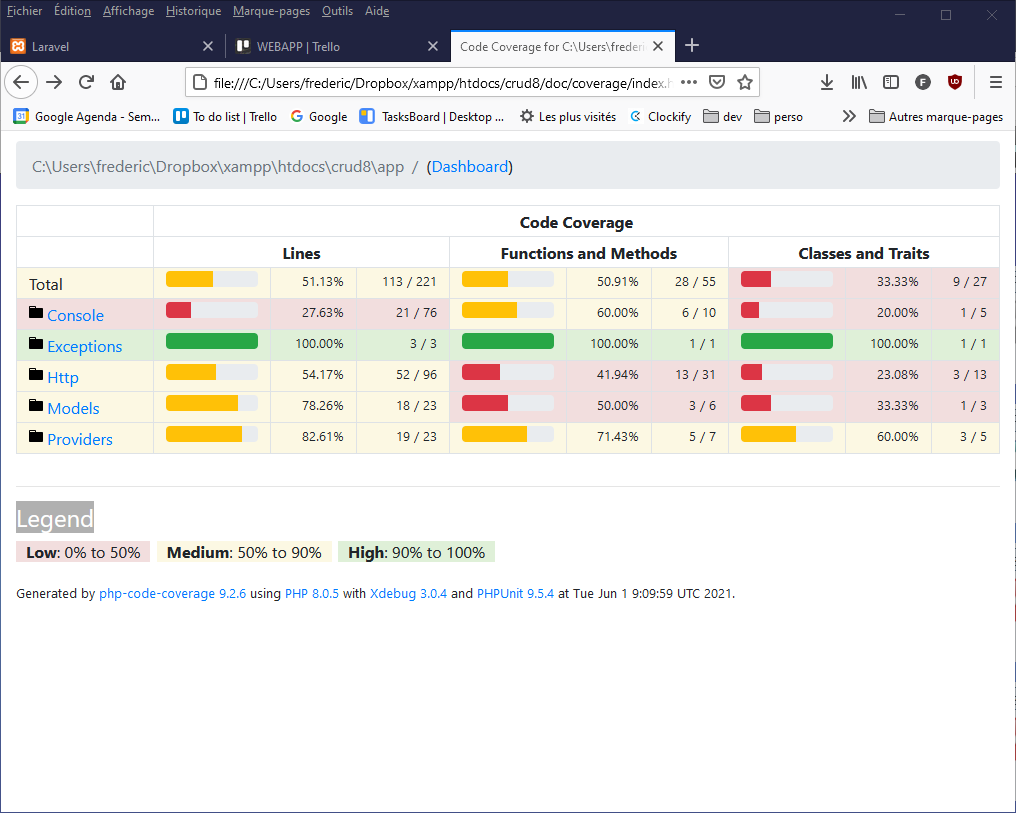 Fichier Édition Affichage Historique Marque-pages Outils Aide
Laravel WEBAPP | Trello Code Coverage for C:\Users\frederic
file:///C:/Users/frederic/Dropbox/xampp/htdocs/crud8/doc/coverage/index.h
Google Agenda - Sem... To do list | Trello Google TasksBoard | Desktop ... Les plus visités Clockify dev perso Autres marque-pages
C:\Users\frederic\Dropbox\xampp\htdocs\crud8\app / (Dashboard)
Code Coverage
Lines Functions and Methods Classes and Traits
Total 51.13% 113 / 221 50.91% 28 / 55 33.33% 9 / 27
Console 27.63% 21 / 76 60.00% 6 / 10 20.00% 1 / 5
Exceptions 100.00% 3 / 3 100.00% 1 / 1 100.00% 1 / 1
Http 54.17% 52 / 96 41.94% 13 / 31 23.08% 3 / 13
Models 78.26% 18 / 23 50.00% 3 / 6 33.33% 1 / 3
Providers 82.61% 19 / 23 71.43% 5 / 7 60.00% 3 / 5
Legend
Low: 0% to 50% Medium: 50% to 90% High: 90% to 100%
Generated by php-code-coverage 9.2.6 using PHP 8.0.5 with Xdebug 3.0.4 and PHPUnit 9.5.4 at Tue Jun 1 9:09:59 UTC 2021.